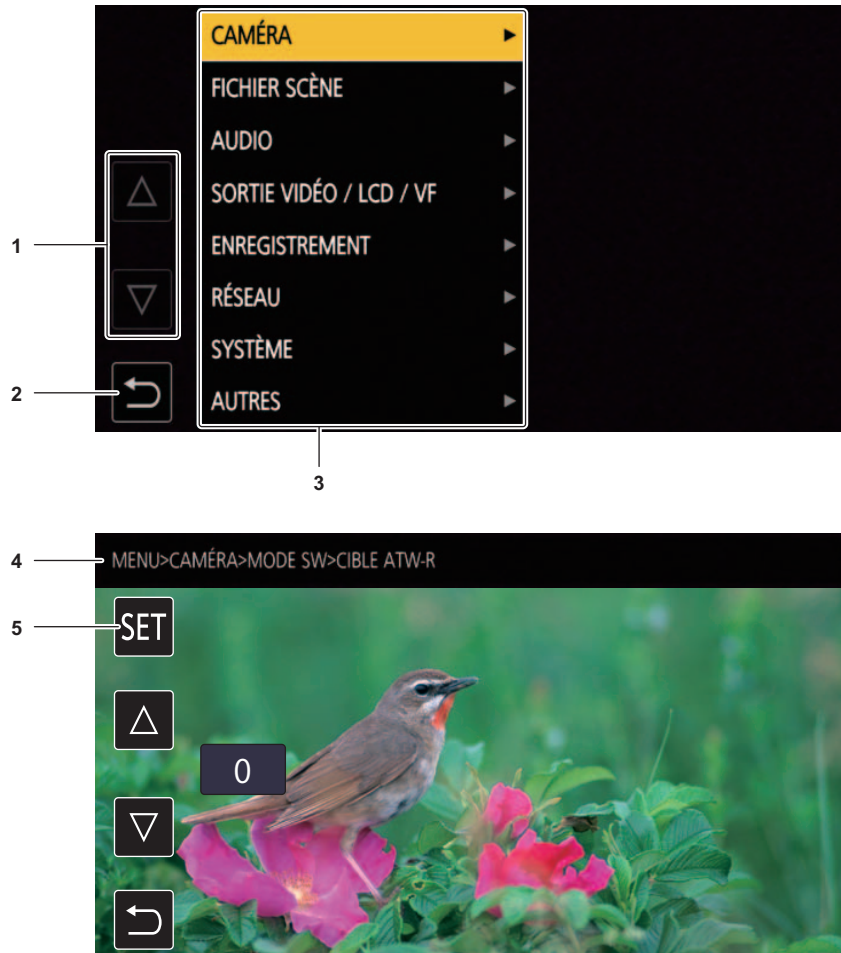 CAMÉRA
FICHIER SCÈNE
AUDIO
SORTIE VIDÉO / LCD / VF
1
ENREGISTREMENT
RÉSEAU
SYSTÈME
2
AUTRES
3
4
MENU>CAMÉRA>MODE SW>CIBLE ATW-R
5
SET
0